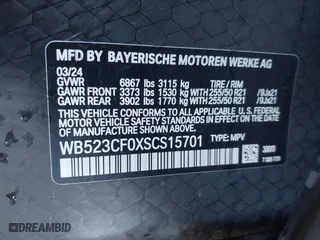 MFD BY BAYERISCHE MOTOREN WERKE AG
03/24
GVWR 6867 lbs 3115 kg TIRE / RIM
GAWR FRONT 3373 lbs 1530 kg 255/50 R21 / 9Jx21
GAWR REAR 3902 lbs 1770 kg 255/50 R21 / 9Jx21
THIS VEHICLE CONFORMS TO ALL APPLICABLE
FEDERAL MOTOR VEHICLE SAFETY STANDARDS IN
EFFECT ON THE DATE OF MANUFACTURE SHOWN ABOVE.
WB523CF0XSCS15701 TYPE: MPV
DREAMBID